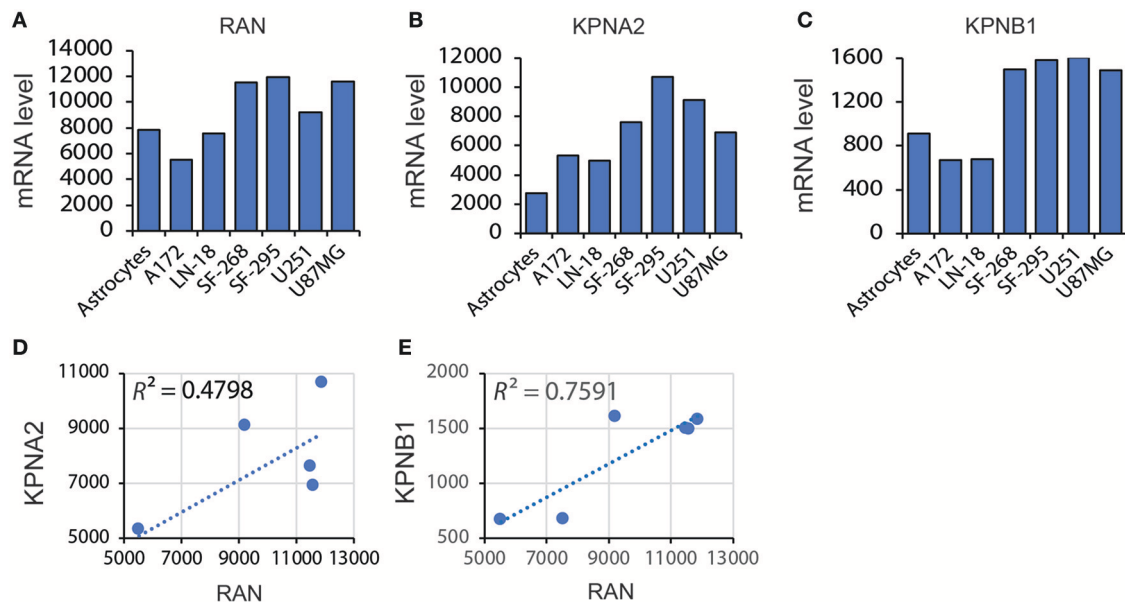 A
RAN
mRNA level
14000
12000
10000
8000
6000
4000
2000
0
Astrocytes
A172
LN-18
SF-268
SF-295
U251
U87MG
B
KPNA2
mRNA level
12000
10000
8000
6000
4000
2000
0
Astrocytes
A172
LN-18
SF-268
SF-295
U251
U87MG
C
KPNB1
mRNA level
1600
1200
800
400
0
Astrocytes
A172
LN-18
SF-268
SF-295
U251
U87MG
D
R² = 0.4798
KPNA2
11000
9000
7000
5000
5000 7000 9000 11000 13000
RAN
E
R² = 0.7591
KPNB1
2000
1500
1000
500
5000 7000 9000 11000 13000
RAN